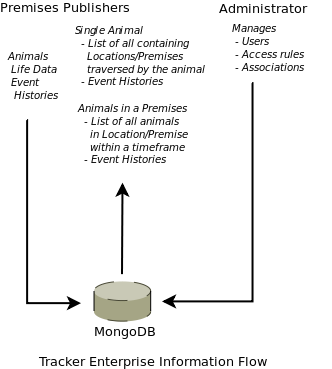 Premises Publishers
Administrator
Animals
Life Data
Event
Histories
Single Animal
- List of all containing
Locations/Premises
traversed by the animal
- Event Histories
Animals in a Premises
- List of all animals
in Location/Premise
within a timeframe
- Event Histories
Manages
- Users
- Access rules
- Associations
MongoDB
Tracker Enterprise Information Flow